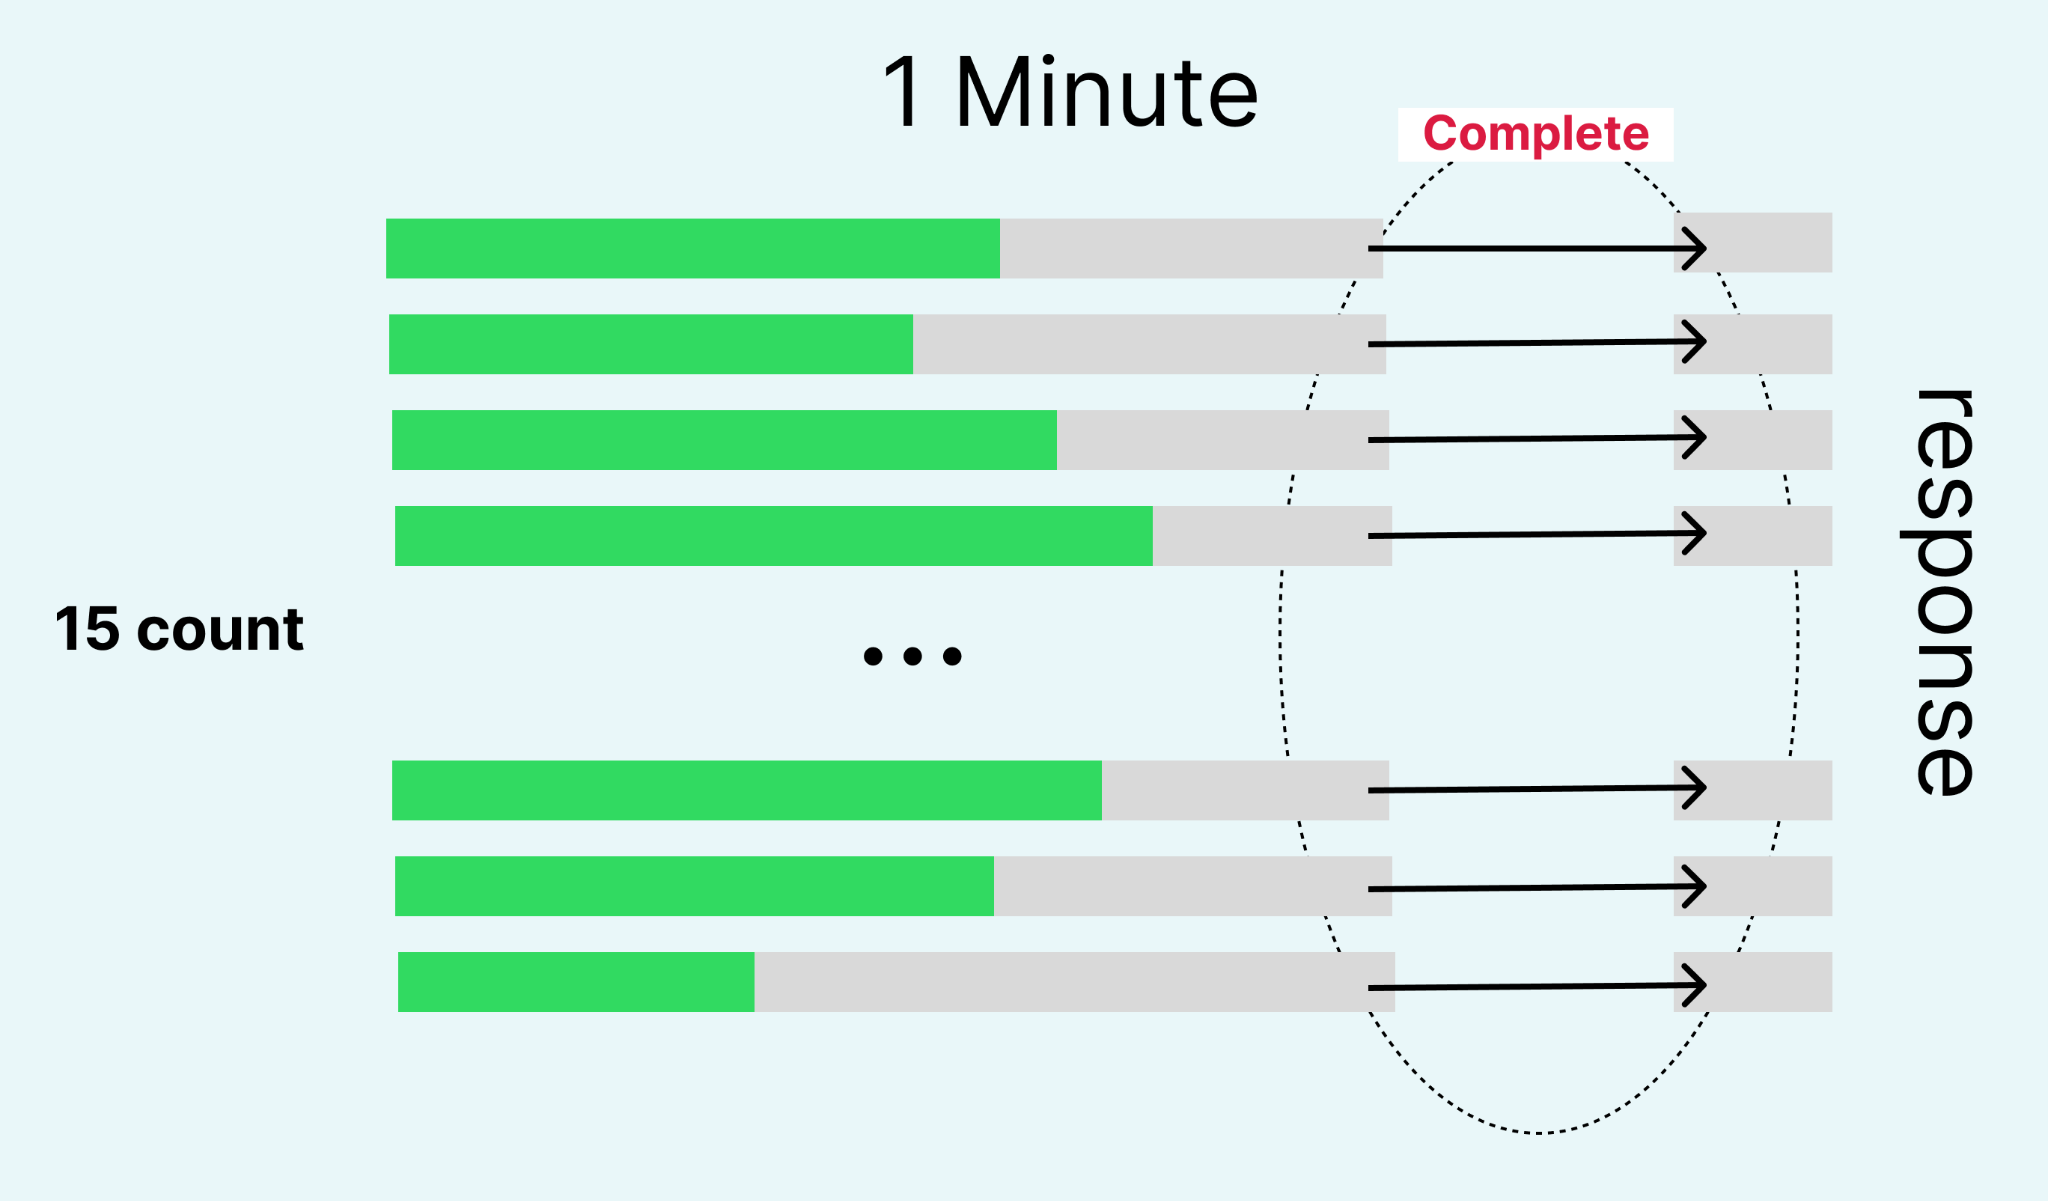 1 Minute
Complete
15 count
...
response